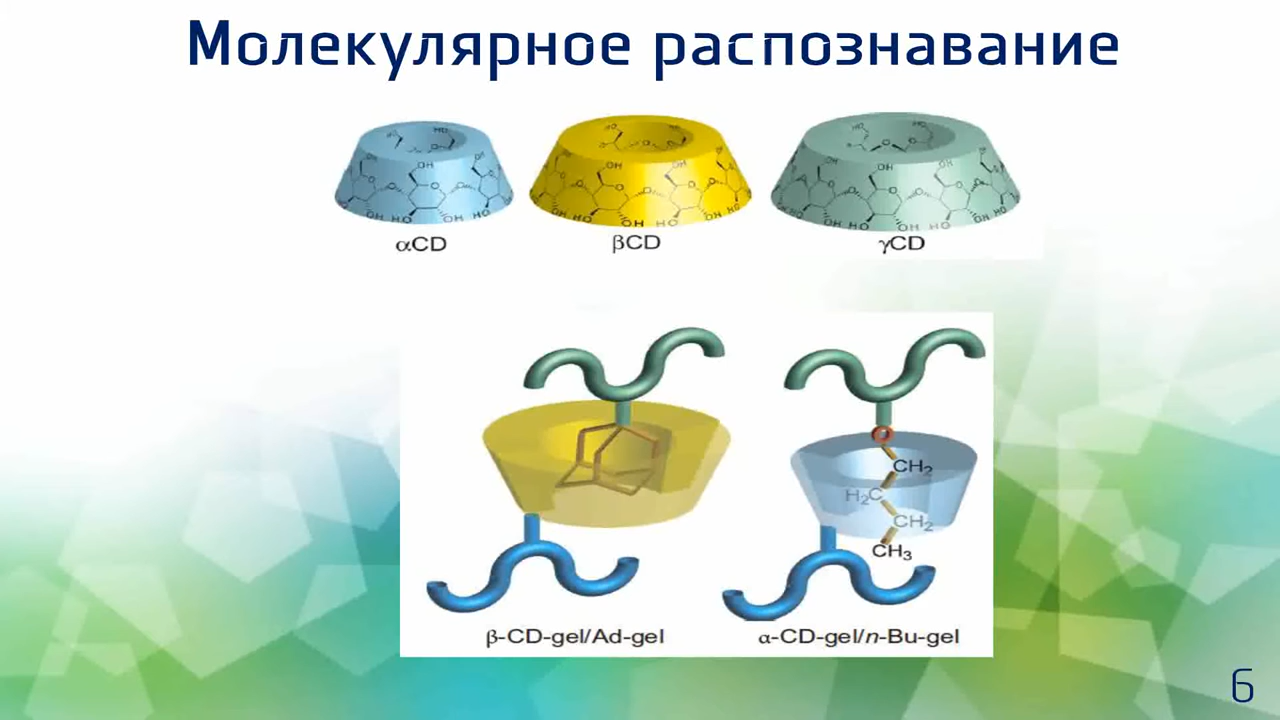 Молекулярное распознавание
αCD
βCD
γCD
CH₂
H₂C
CH₂
CH₃
β-CD-gel/Ad-gel
α-CD-gel/n-Bu-gel
6